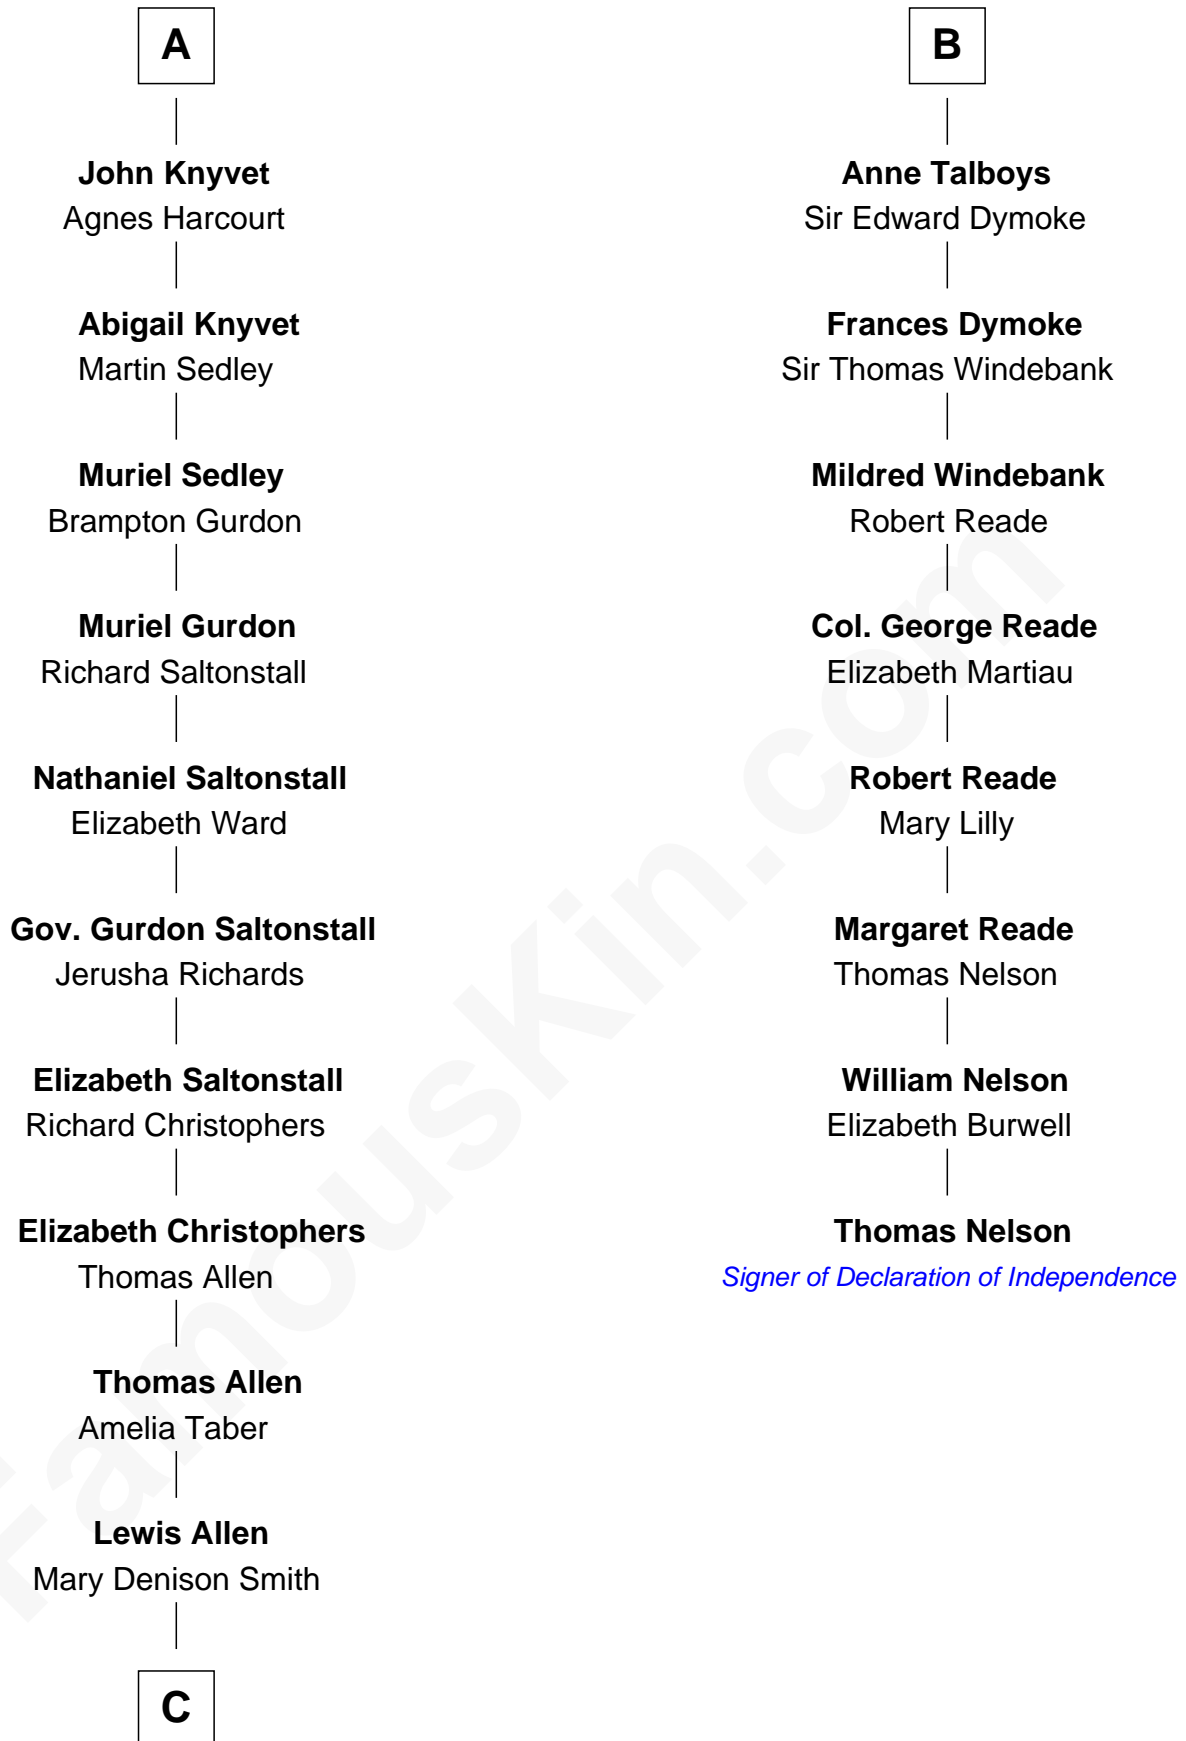 A
John Knyvet
Agnes Harcourt
Abigail Knyvet
Martin Sedley
Muriel Sedley
Brampton Gurdon
Muriel Gurdon
Richard Saltonstall
Nathaniel Saltonstall
Elizabeth Ward
Gov. Gurdon Saltonstall
Jerusha Richards
Elizabeth Saltonstall
Richard Christophers
Elizabeth Christophers
Thomas Allen
Thomas Allen
Amelia Taber
Lewis Allen
Mary Denison Smith
C
B
Anne Talboys
Sir Edward Dymoke
Frances Dymoke
Sir Thomas Windebank
Mildred Windebank
Robert Reade
Col. George Reade
Elizabeth Martiau
Robert Reade
Mary Lilly
Margaret Reade
Thomas Nelson
William Nelson
Elizabeth Burwell
Thomas Nelson
Signer of Declaration of Independence
FamousKin.com